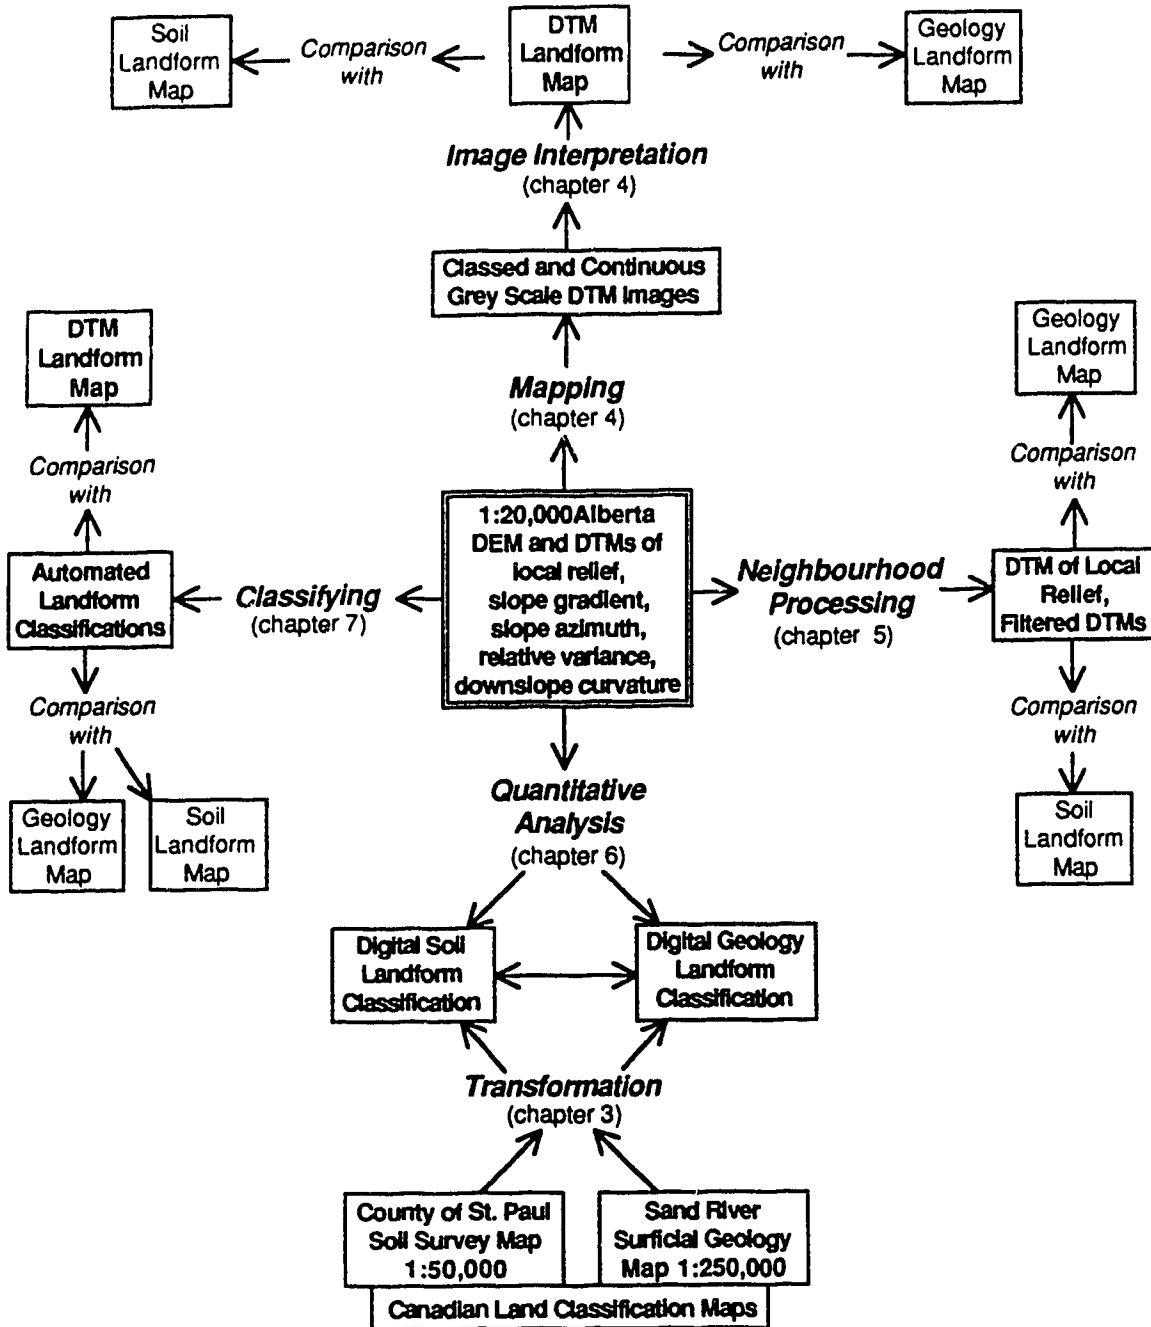 Soil
Landform
Map
Comparison
with
DTM
Landform
Map
Comparison
with
Geology
Landform
Map
Image Interpretation
(chapter 4)
Classed and Continuous
Grey Scale DTM Images
DTM
Landform
Map
Mapping
(chapter 4)
Geology
Landform
Map
Comparison
with
Comparison
with
Automated
Landform
Classifications
Classifying
(chapter 7)
1:20,000Alberta
DEM and DTMs of
local relief,
slope gradient,
slope azimuth,
relative variance,
downslope curvature
Neighbourhood
Processing
(chapter 5)
DTM of Local
Relief,
Filtered DTMs
Comparison
with
Comparison
with
Geology
Landform
Map
Soil
Landform
Map
Quantitative
Analysis
(chapter 6)
Soil
Landform
Map
Digital Soil
Landform
Classification
Digital Geology
Landform
Classification
Transformation
(chapter 3)
County of St. Paul
Soil Survey Map
1:50,000
Sand River
Surficial Geology
Map 1:250,000
Canadian Land Classification Maps